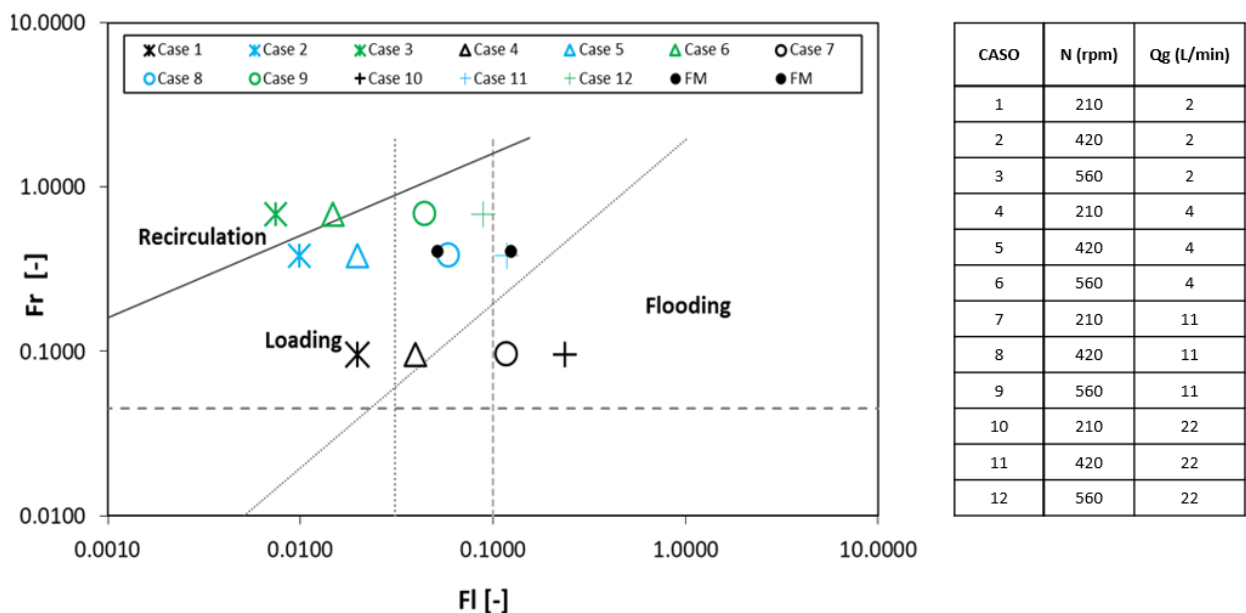 10.0000
Case 1 Case 2 Case 3 Case 4 Case 5 Case 6 Case 7
Case 8 Case 9 Case 10 Case 11 Case 12 FM FM
1.0000
Recirculation
Fr [-]
Flooding
Loading
0.1000
0.0100
0.0010 0.0100 0.1000 1.0000 10.0000
Fl [-]
CASO N (rpm) Qg (L/min)
1 210 2
2 420 2
3 560 2
4 210 4
5 420 4
6 560 4
7 210 11
8 420 11
9 560 11
10 210 22
11 420 22
12 560 22